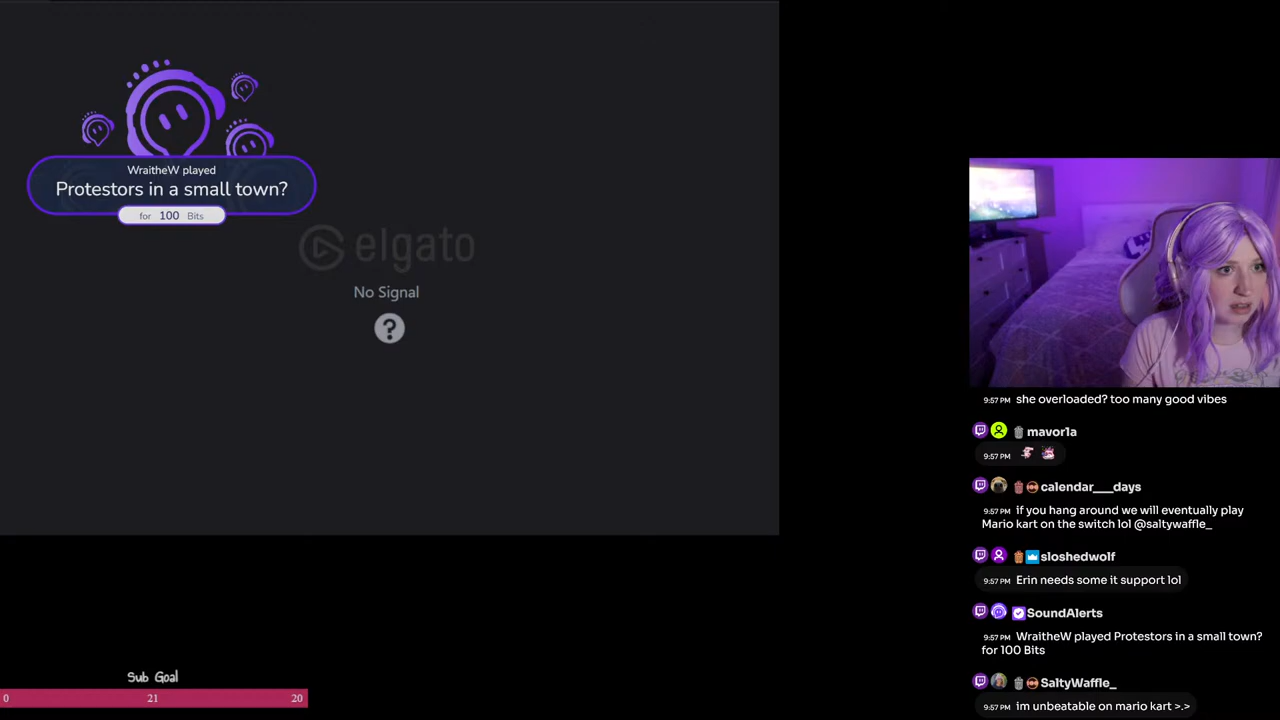 WraitheW played
Protestors in a small town?
for 100 Bits
elgato
No Signal
?
she overloaded? too many good vibes
9:57 PM
mavor1a
9:57 PM
calendar___days
9:57 PM if you hang around we will eventually play
Mario kart on the switch lol @saltywaffle_
sloshedwolf
9:57 PM Erin needs some it support lol
SoundAlerts
9:57 PM WraitheW played Protestors in a small town?
for 100 Bits
SaltyWaffle_
9:57 PM im unbeatable on mario kart >.>
Sub Goal
0 21 20